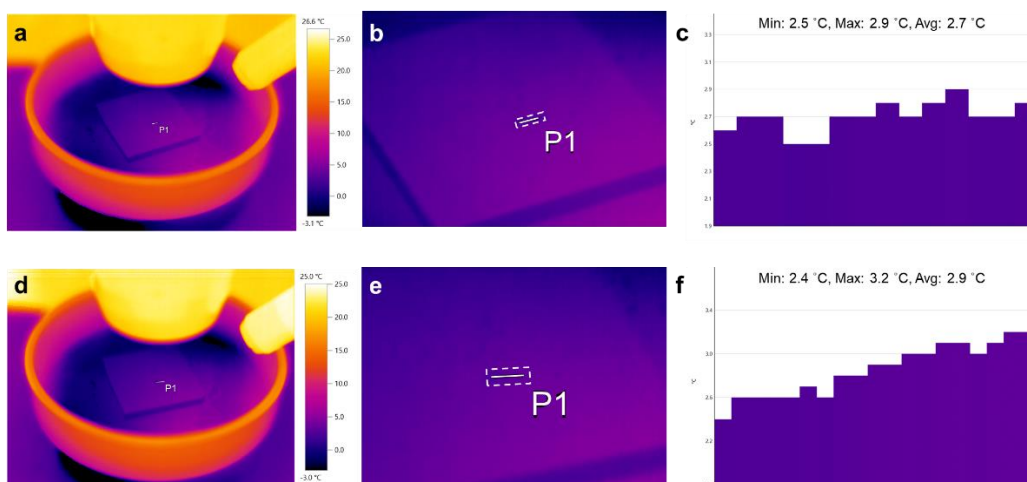 a
26.6 °C
25.0
20.0
15.0
10.0
5.0
0.0
-3.1 °C
P1
b
P1
c
Min: 2.5 °C, Max: 2.9 °C, Avg: 2.7 °C
3.3
3.1
2.9
2.7
2.5
2.3
2.1
1.9
°C
d
25.0 °C
25.0
20.0
15.0
10.0
5.0
0.0
-3.0 °C
P1
e
P1
f
Min: 2.4 °C, Max: 3.2 °C, Avg: 2.9 °C
3.4
3.0
2.6
2.2
°C